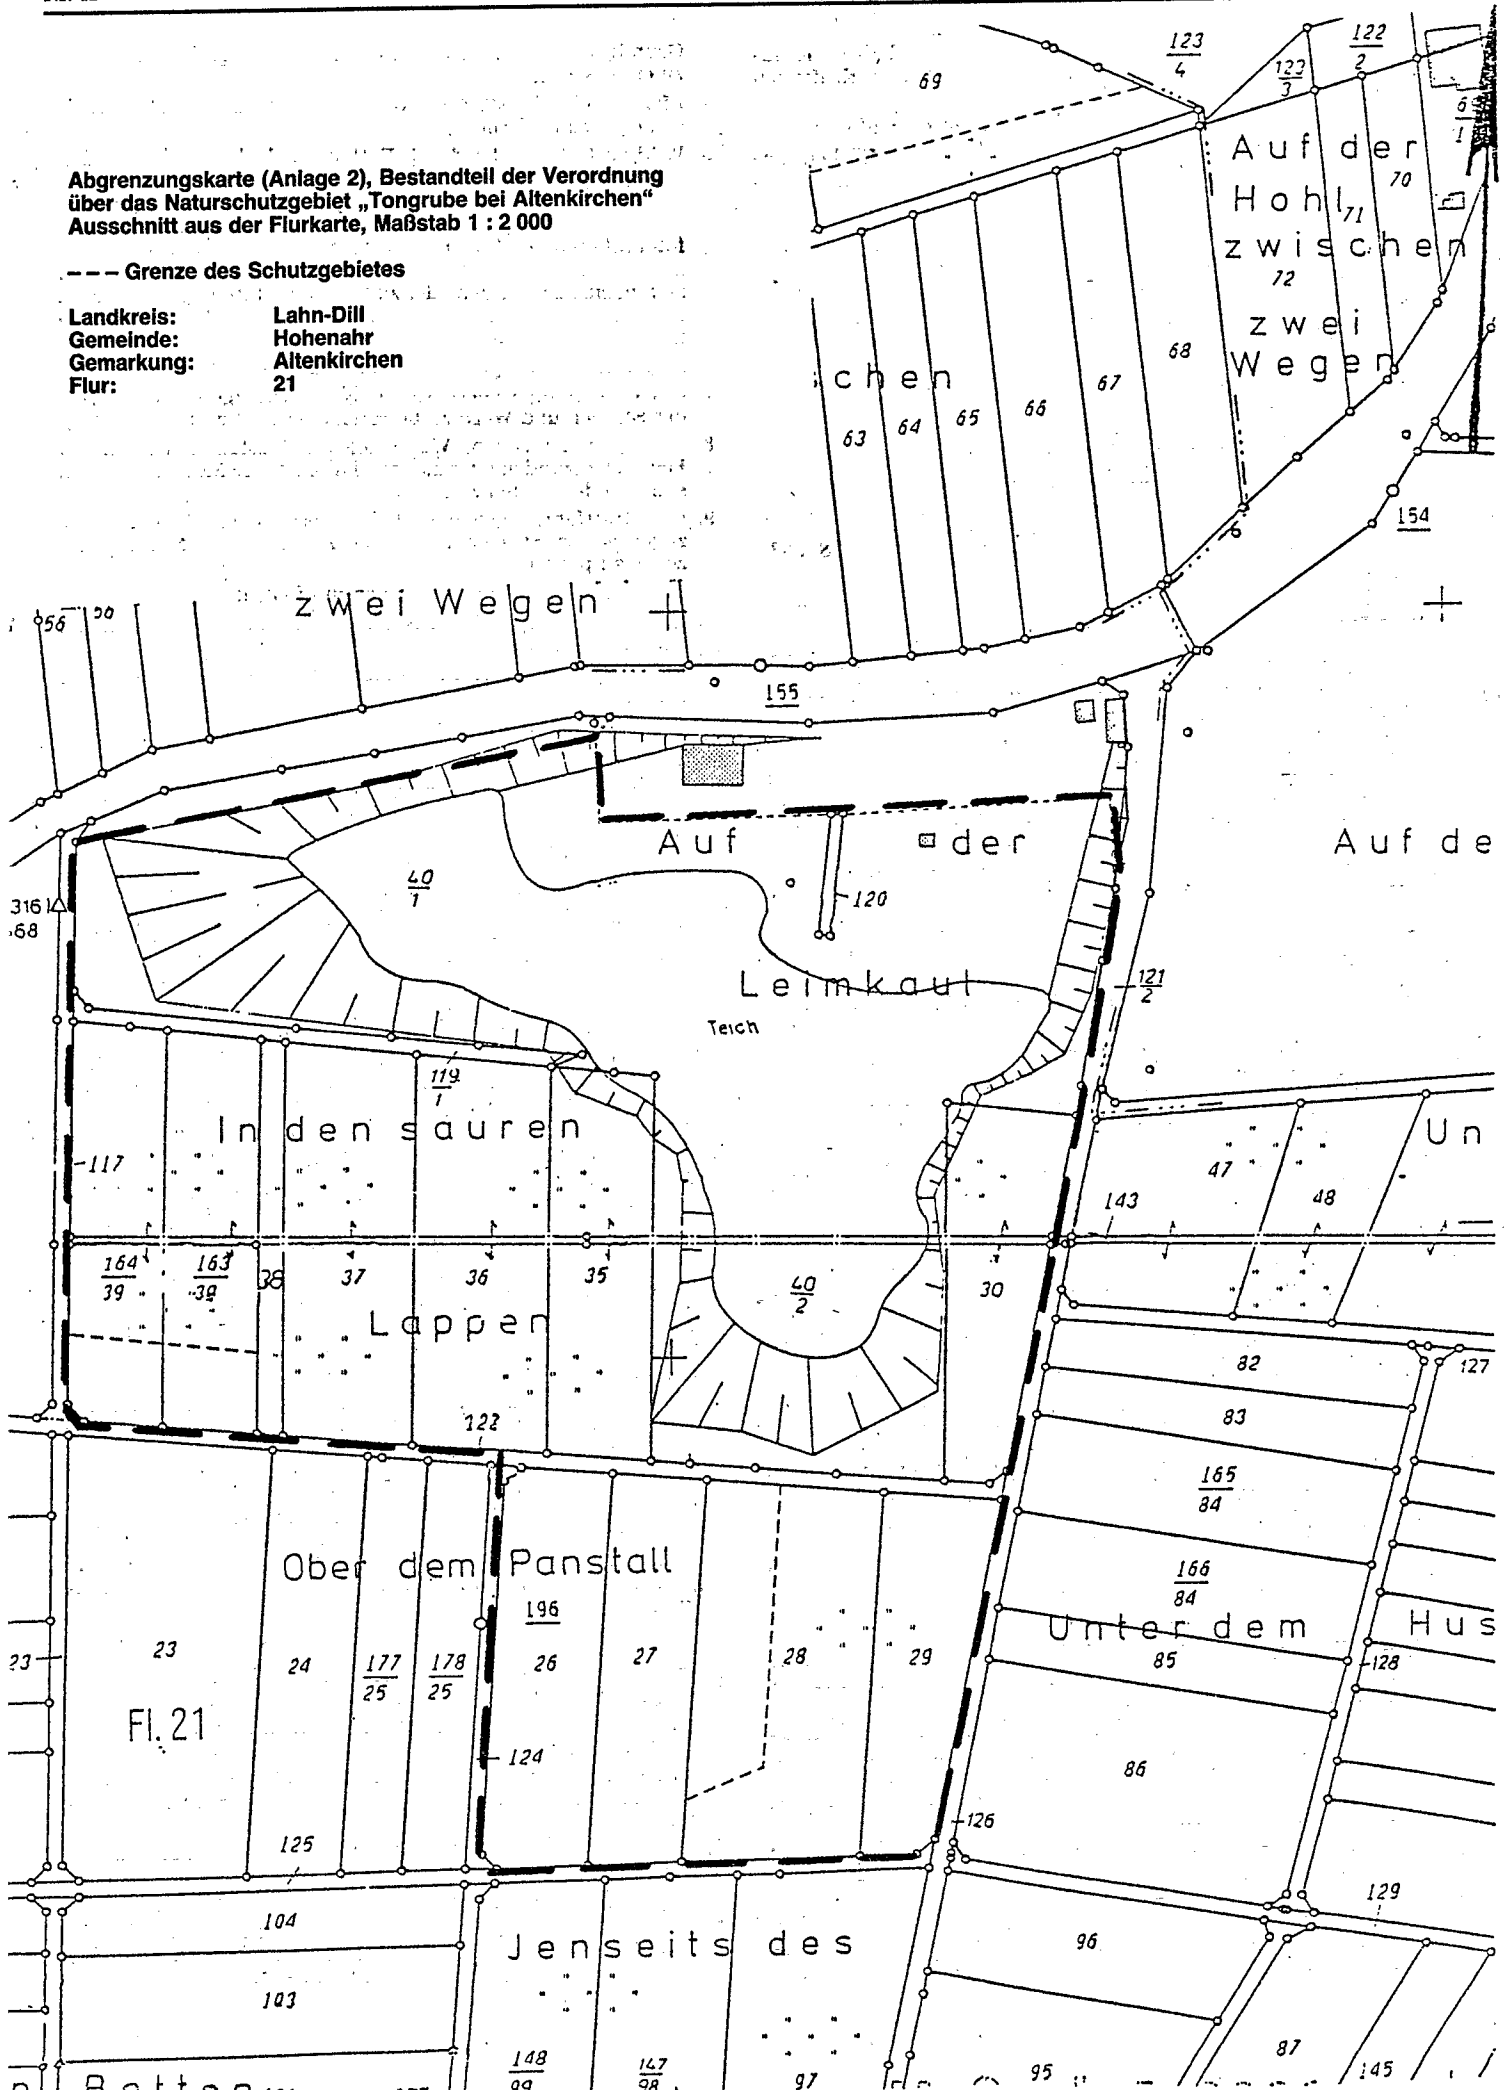 Abgrenzungskarte (Anlage 2), Bestandteil der Verordnung
über das Naturschutzgebiet „Tongrube bei Altenkirchen“
Ausschnitt aus der Flurkarte, Maßstab 1 : 2 000
--- Grenze des Schutzgebietes
Landkreis: Lahn-Dill
Gemeinde: Hohenahr
Gemarkung: Altenkirchen
Flur: 21
69
123
4
123
3
122
2
6
1
Auf der
70
Hohl
71
zwischen
72
zwei
Wegen
chen
63
64
65
66
67
68
154
zwei Wegen
56
155
Auf
der
Auf de
40
1
120
316
68
Leimkaul
121
2
Teich
119
1
In den sauren
Un
117
47
48
143
164
39
163
39
38
37
36
35
40
2
30
Lappen
82
127
83
122
165
84
Ober dem Panstall
166
84
196
26
Unter dem
Hus
23
23
24
177
25
178
25
27
28
29
85
128
Fl. 21
124
86
126
125
129
104
Jenseits des
96
103
148
99
147
98
97
95
87
145